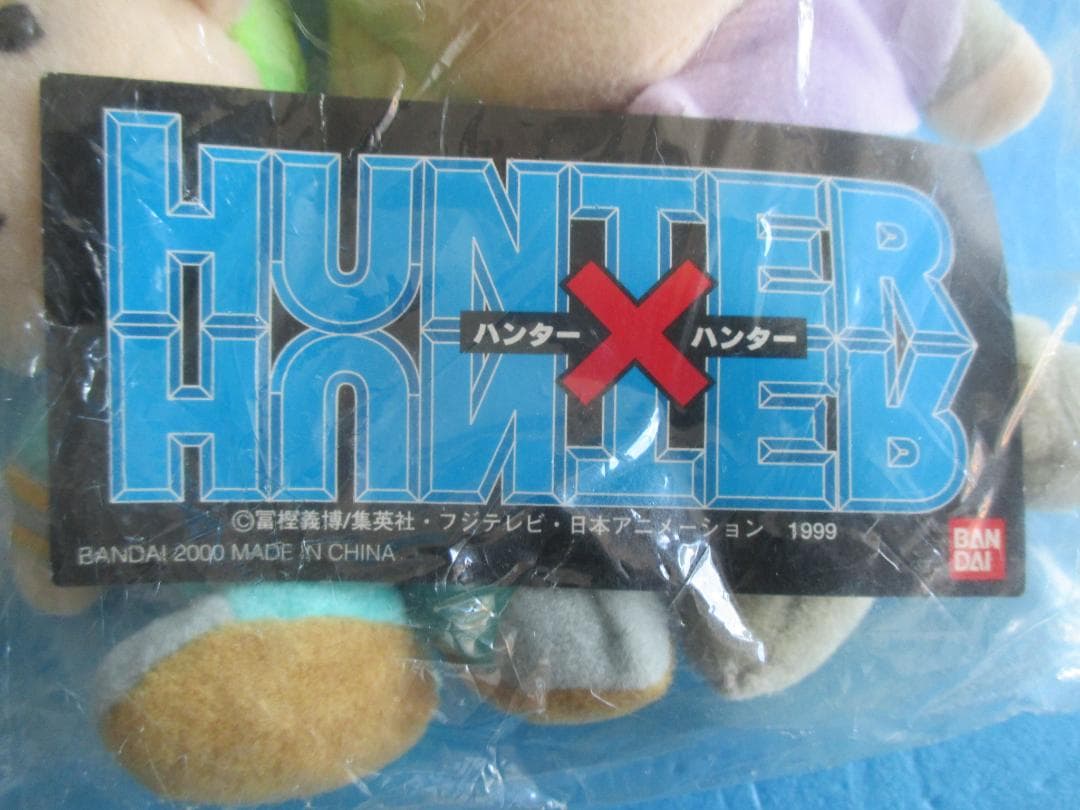 HUNTER
ハンター × ハンター
HUNTER
©冨樫義博/集英社・フジテレビ・日本アニメーション 1999
BANDAI 2000 MADE IN CHINA
BAN
DAI